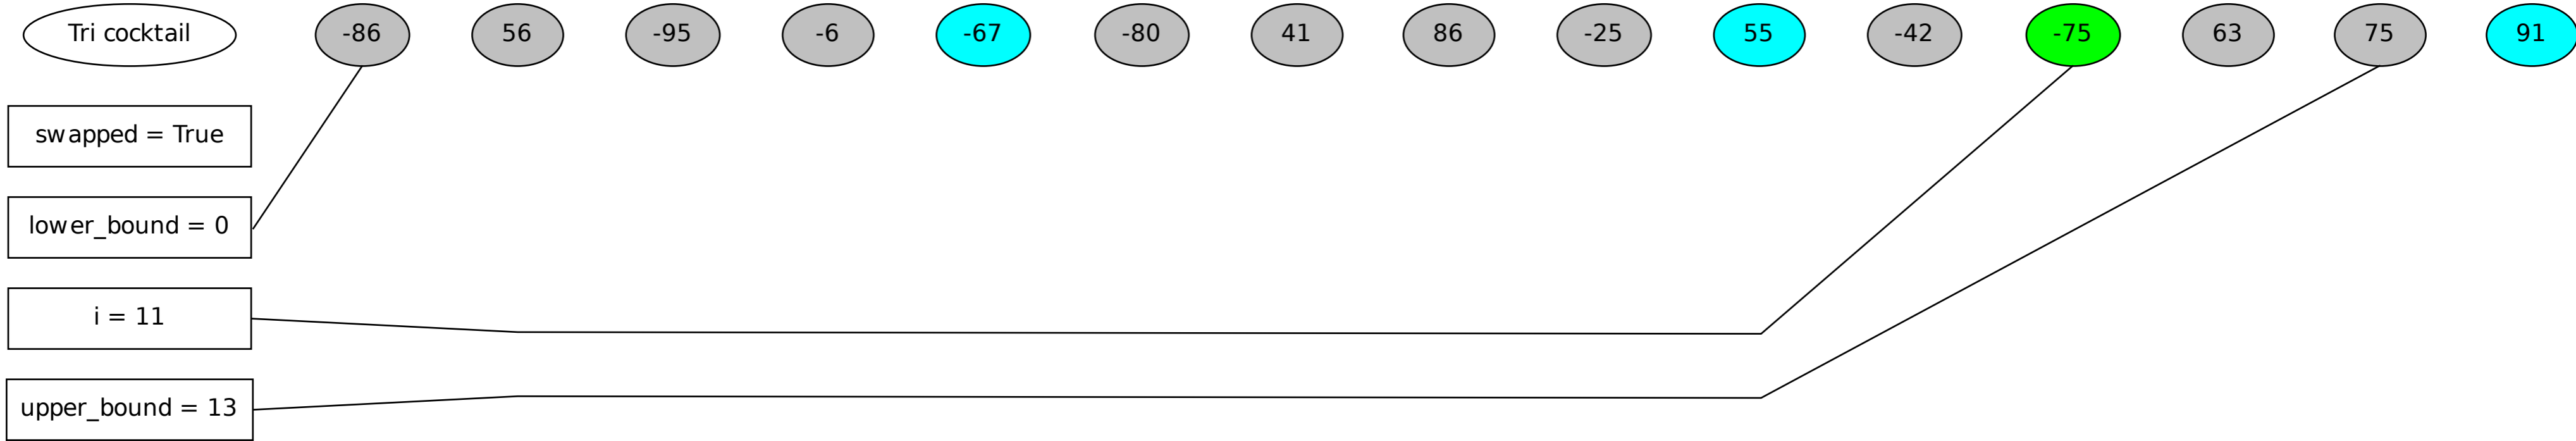 Tri cocktail -86 56 -95 -6 -67 -80 41 86 -25 55 -42 -75 63 75 91
swapped = True
lower_bound = 0
i = 11
upper_bound = 13